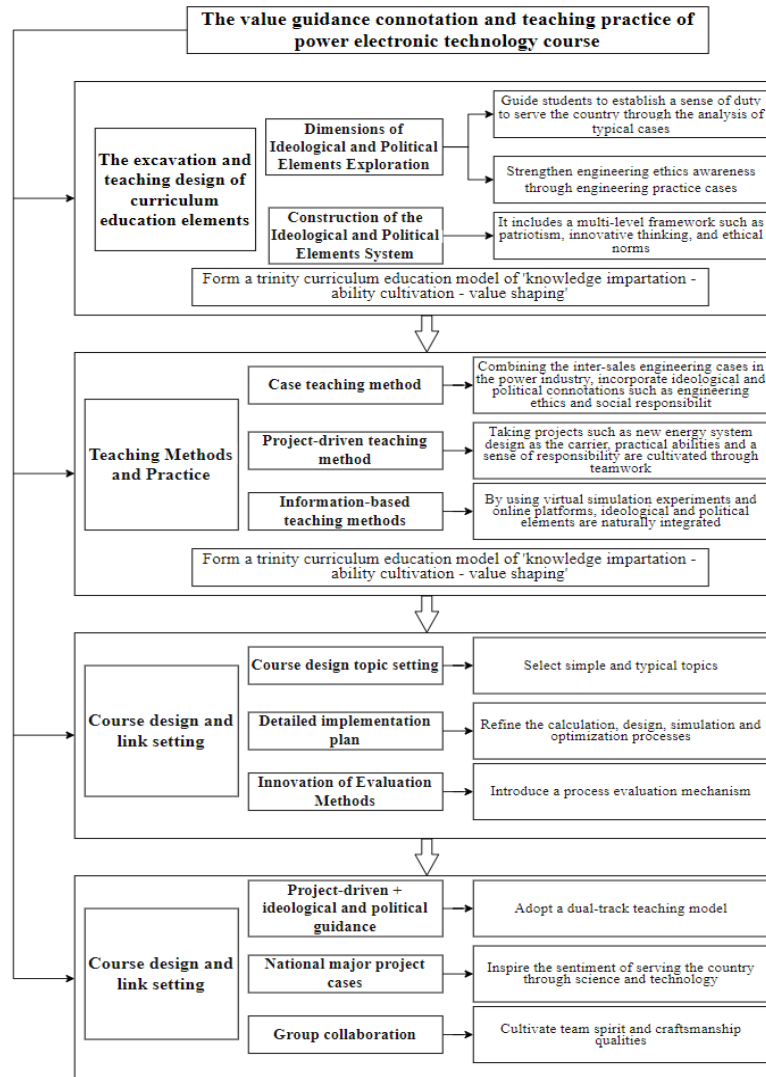 The value guidance connotation and teaching practice of
power electronic technology course
The excavation and
teaching design of
curriculum
education elements
Dimensions of
Ideological and Political
Elements Exploration
Guide students to establish a sense of duty
to serve the country through the analysis of
typical cases
Strengthen engineering ethics awareness
through engineering practice cases
Construction of the
Ideological and Political
Elements System
It includes a multi-level framework such as
patriotism, innovative thinking, and ethical
norms
Form a trinity curriculum education model of 'knowledge impartation -
ability cultivation - value shaping'
Teaching Methods
and Practice
Case teaching method
Combining the inter-sales engineering cases in
the power industry, incorporate ideological and
political connotations such as engineering
ethics and social responsibilit
Project-driven teaching
method
Taking projects such as new energy system
design as the carrier, practical abilities and a
sense of responsibility are cultivated through
teamwork
Information-based
teaching methods
By using virtual simulation experiments and
online platforms, ideological and political
elements are naturally integrated
Form a trinity curriculum education model of 'knowledge impartation -
ability cultivation - value shaping'
Course design and
link setting
Course design topic setting
Select simple and typical topics
Detailed implementation
plan
Refine the calculation, design, simulation and
optimization processes
Innovation of Evaluation
Methods
Introduce a process evaluation mechanism
Course design and
link setting
Project-driven +
ideological and political
guidance
Adopt a dual-track teaching model
National major project
cases
Inspire the sentiment of serving the country
through science and technology
Group collaboration
Cultivate team spirit and craftsmanship
qualities